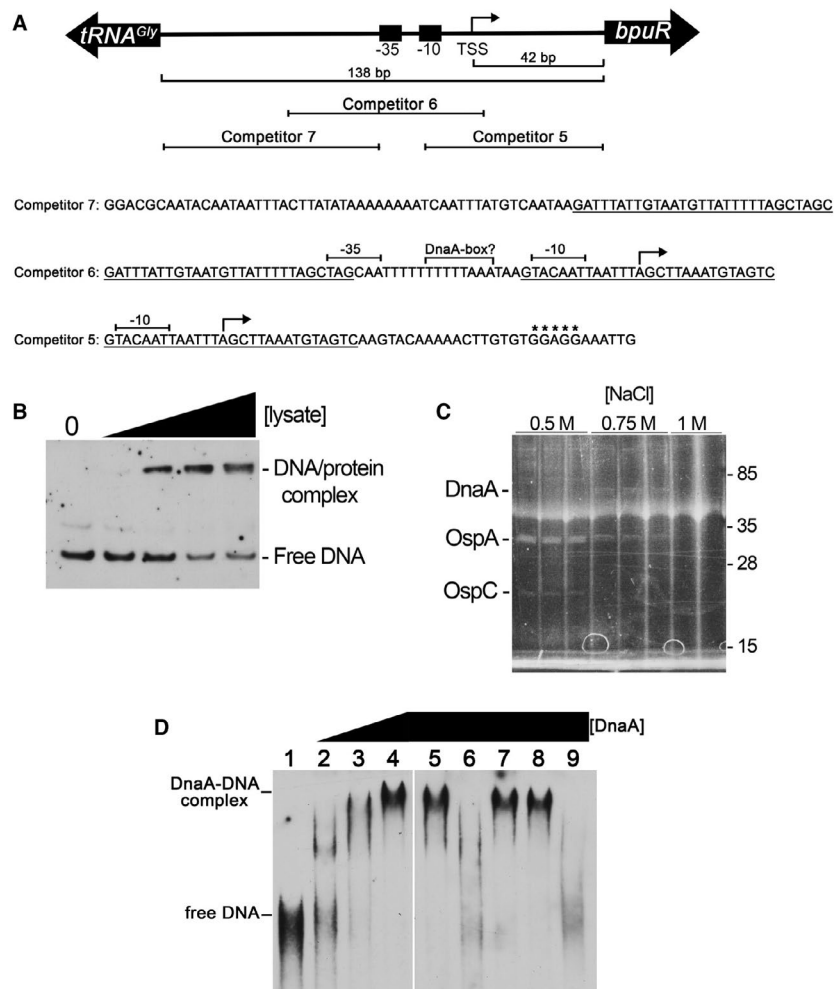 A
tRNAGly
bpuR
-35
-10
TSS
42 bp
138 bp
Competitor 6
Competitor 7
Competitor 5
Competitor 7: GGACGCAATACAATAATTTACTTATATAAAAAAAATCAATTTATGTCAATAAGATTTATTGTAATGTTATTTTTAGCTAGC
-35
DnaA-box?
-10
Competitor 6: GATTTATTGTAATGTTATTTTTAGCTAGCAATTTTTTTTTTAAATAAGTACAATTAATTTAGCTTAAATGTAGTC
-10
*****
Competitor 5: GTACAATTAATTTAGCTTAAATGTAGTCAAGTACAAAAACTTGTGTGGAGGAAATTG
B
0
[lysate]
- DNA/protein
complex
- Free DNA
C
[NaCl]
0.5 M 0.75 M 1 M
DnaA
OspA
OspC
- 85
- 35
- 28
- 15
D
[DnaA]
1 2 3 4 5 6 7 8 9
DnaA-DNA
complex
free DNA